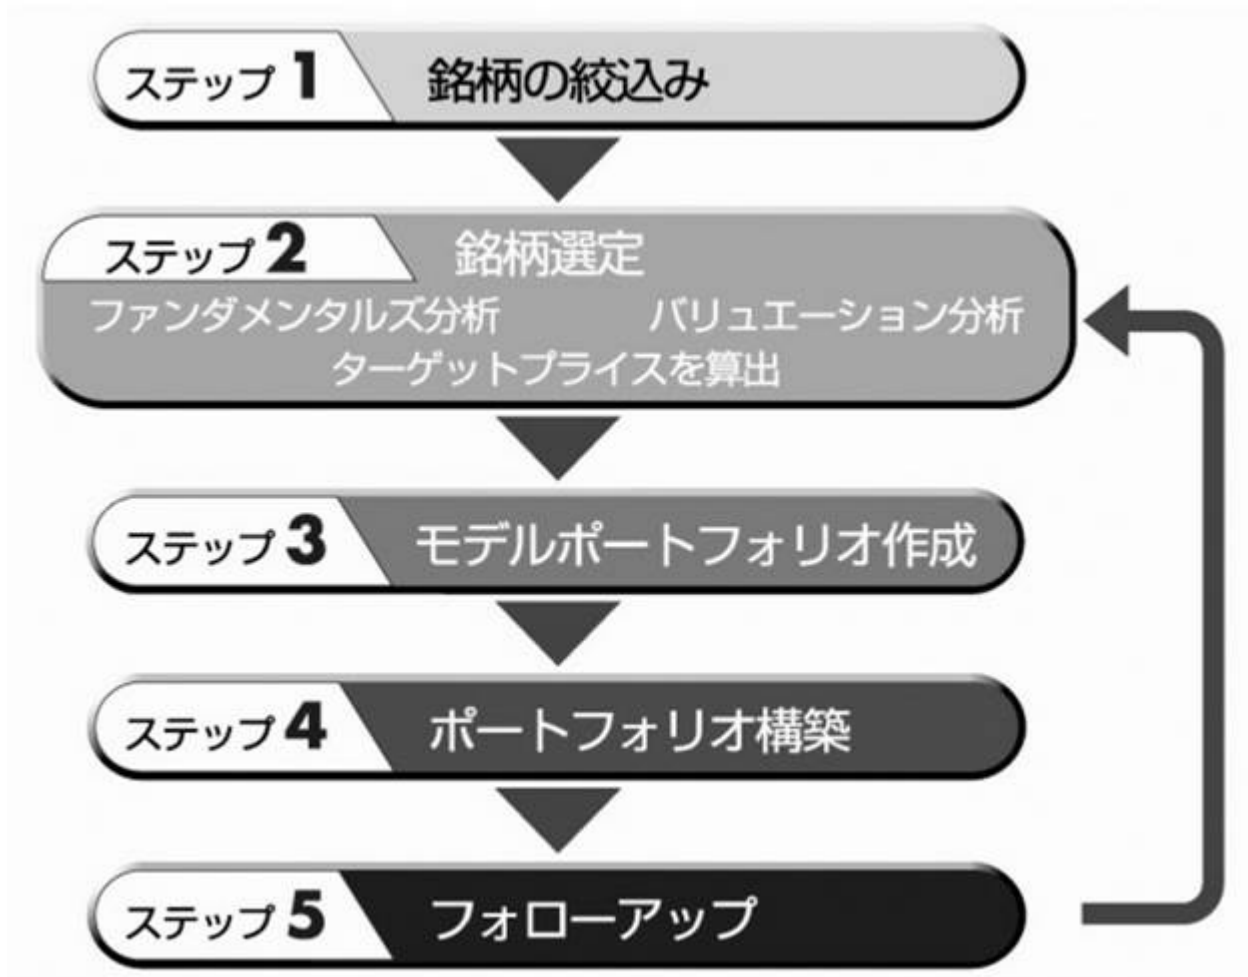 ステップ 1 銘柄の絞込み
ステップ 2 銘柄選定
ファンダメンタルズ分析 バリュエーション分析
ターゲットプライスを算出
ステップ 3 モデルポートフォリオ作成
ステップ 4 ポートフォリオ構築
ステップ 5 フォローアップ